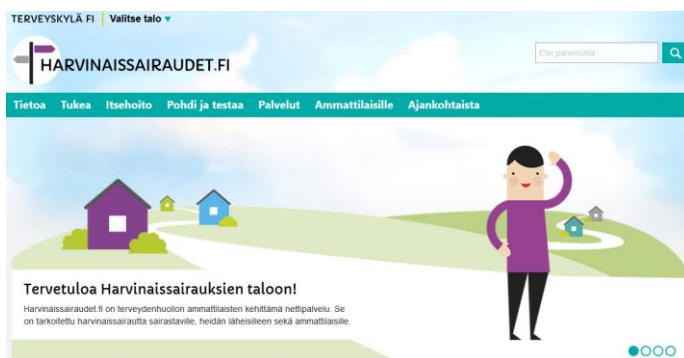 TERVEYSKYLÄ.FI Valitse talo
HARVINAISSAIRAUDET.FI
Etsi palvelusta
Tietoa Tukea Itsehoito Pohdi ja testaa Palvelut Ammattilaisille Ajankohtaista
Tervetuloa Harvinaissairauksien taloon!
Harvinaissairaudet.fi on terveydenhuollon ammattilaisten kehittämä nettipalvelu. Se
on tarkoitettu harvinaissairautta sairastaville, heidän läheisilleen sekä ammattilaisille.